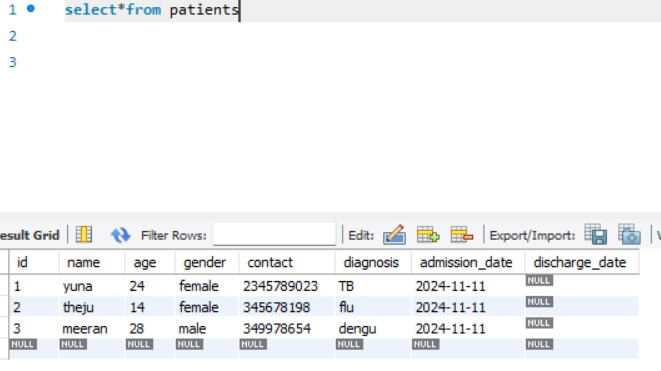 1 select*from patients
2
3
esult Grid Filter Rows: Edit: Export/Import:
id name age gender contact diagnosis admission_date discharge_date
1 yuna 24 female 2345789023 TB 2024-11-11 NULL
2 theju 14 female 345678198 flu 2024-11-11 NULL
3 meeran 28 male 349978654 dengu 2024-11-11 NULL
NULL NULL NULL NULL NULL NULL NULL NULL